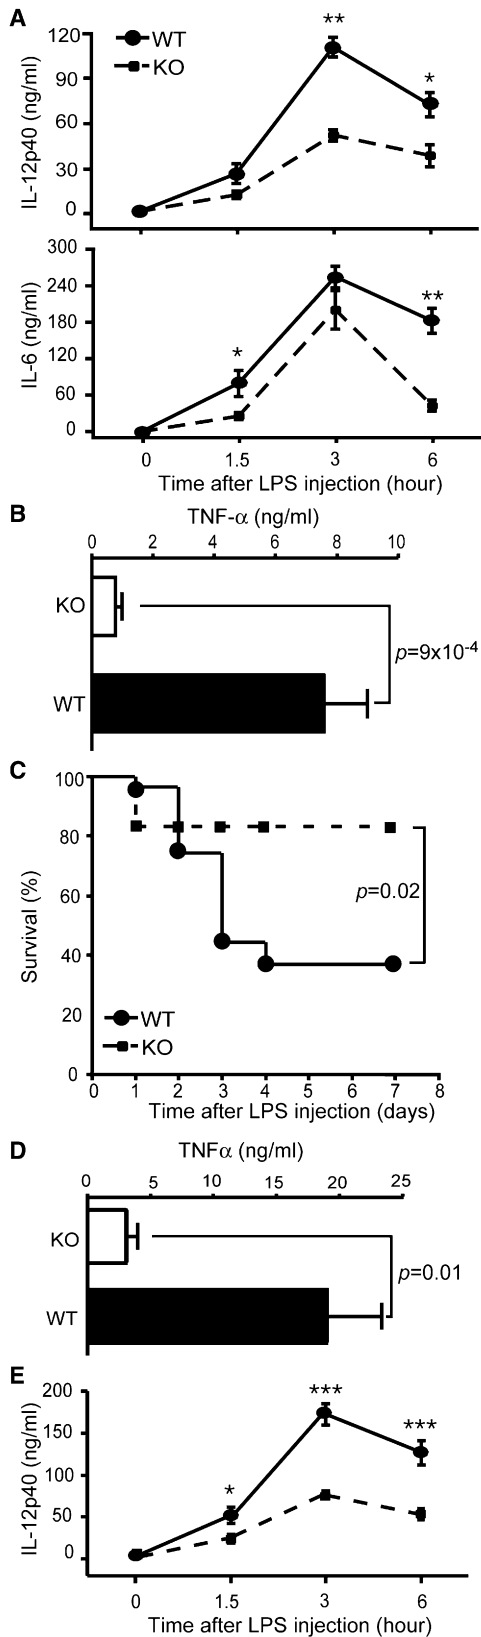 A
IL-12p40 (ng/ml)
120
90
60
30
0
WT
KO
**
*
IL-6 (ng/ml)
300
240
180
120
60
0
*
**
0 1.5 3 6
Time after LPS injection (hour)
B
TNF-α (ng/ml)
0 2 4 6 8 10
KO
WT
p=9x10-4
C
Survival (%)
100
80
60
40
20
0
p=0.02
WT
KO
0 1 2 3 4 5 6 7 8
Time after LPS injection (days)
D
TNFα (ng/ml)
0 5 10 15 20 25
KO
WT
p=0.01
E
IL-12p40 (ng/ml)
200
150
100
50
0
*
***
***
0 1.5 3 6
Time after LPS injection (hour)